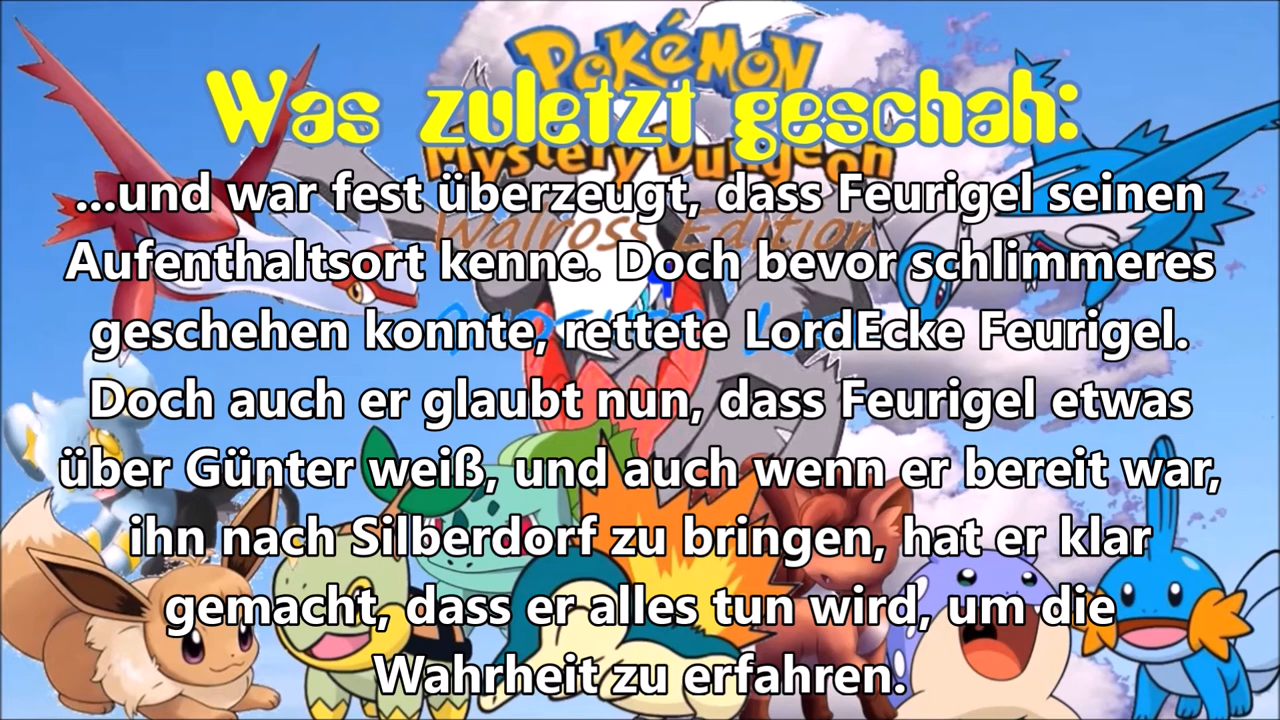 POKéMON
Was zuletzt geschah:
Mystery Dungeon
...und war fest überzeugt, dass Feurigel seinen
Walross Edition
Aufenthaltsort kenne. Doch bevor schlimmeres
geschehen konnte, rettete LordEcke Feurigel.
Doch auch er glaubt nun, dass Feurigel etwas
über Günter weiß, und auch wenn er bereit war,
ihn nach Silberdorf zu bringen, hat er klar
gemacht, dass er alles tun wird, um die
Wahrheit zu erfahren.